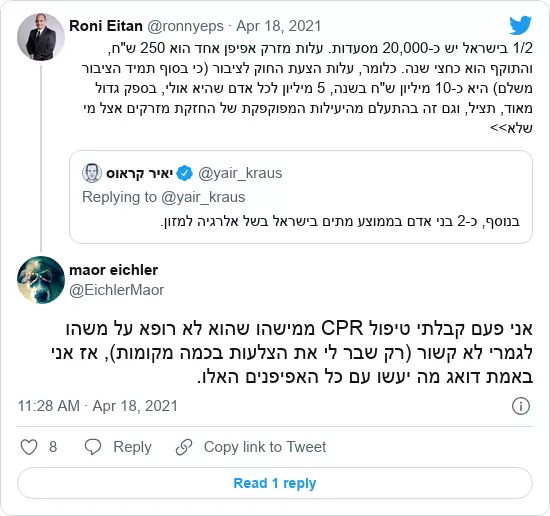 Roni Eitan @ronnyeps · Apr 18, 2021
1/2 בישראל יש כ-20,000 מסעדות. עלות מזרק אפיפן אחד הוא 250 ש"ח,
והתוקף הוא כחצי שנה. כלומר, עלות הצעת החוק לציבור (כי בסוף תמיד הציבור
משלם) היא כ-10 מיליון ש"ח בשנה, 5 מיליון לכל אדם שהיא אולי, בספק גדול
מאוד, תציל, וגם זה בהתעלם מהיעילות המפוקפקת של החזקת מזרקים אצל מי
שלא>>
יאיר קראוס @yair_kraus
Replying to @yair_kraus
בנוסף, כ-2 בני אדם בממוצע מתים בישראל בשל אלרגיה למזון.
maor eichler
@EichlerMaor
אני פעם קבלתי טיפול CPR ממישהו שהוא לא רופא על משהו
לגמרי לא קשור (רק שבר לי את הצלעות בכמה מקומות), אז אני
באמת דואג מה יעשו עם כל האפיפנים האלו.
11:28 AM · Apr 18, 2021
8 Reply Copy link to Tweet
Read 1 reply